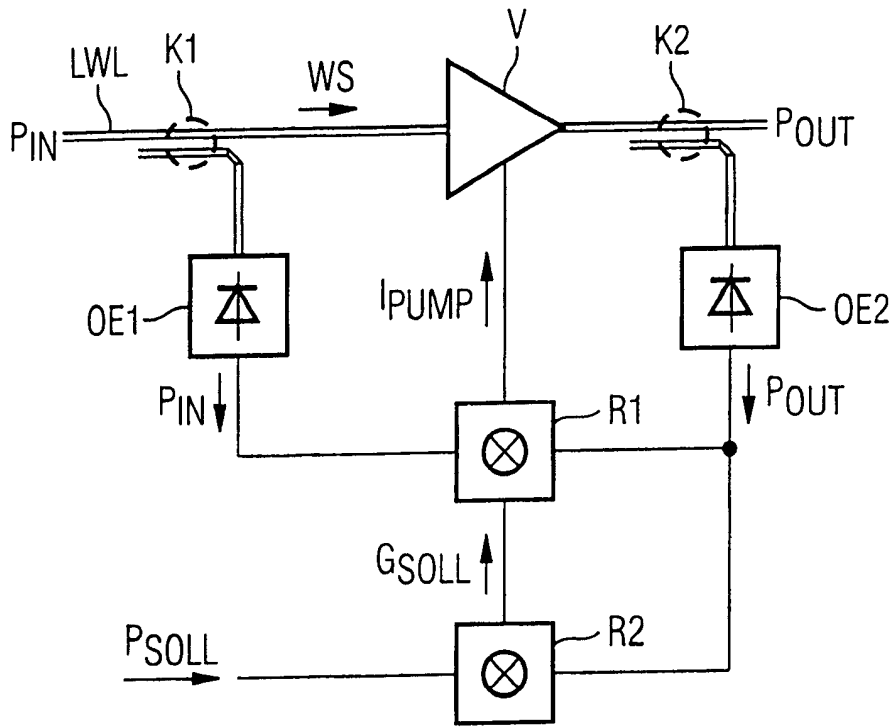 V
K1
K2
LWL
WS
PIN
POUT
IPUMP
OE1
OE2
PIN
POUT
R1
GSOLL
PSOLL
R2